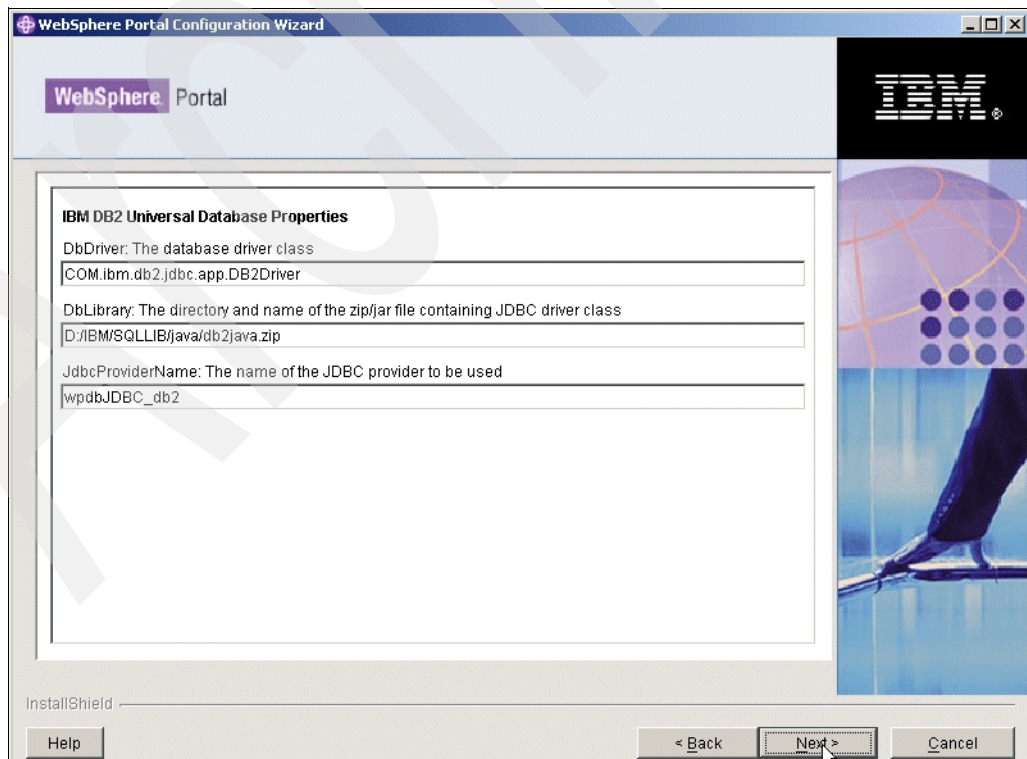 WebSphere Portal Configuration Wizard
WebSphere. Portal
IBM®
IBM DB2 Universal Database Properties
DbDriver: The database driver class
COM.ibm.db2.jdbc.app.DB2Driver
DbLibrary: The directory and name of the zip/jar file containing JDBC driver class
D:/IBM/SQLLIB/java/db2java.zip
JdbcProviderName: The name of the JDBC provider to be used
wpdbJDBC_db2
InstallShield
Help
< Back
Next >
Cancel